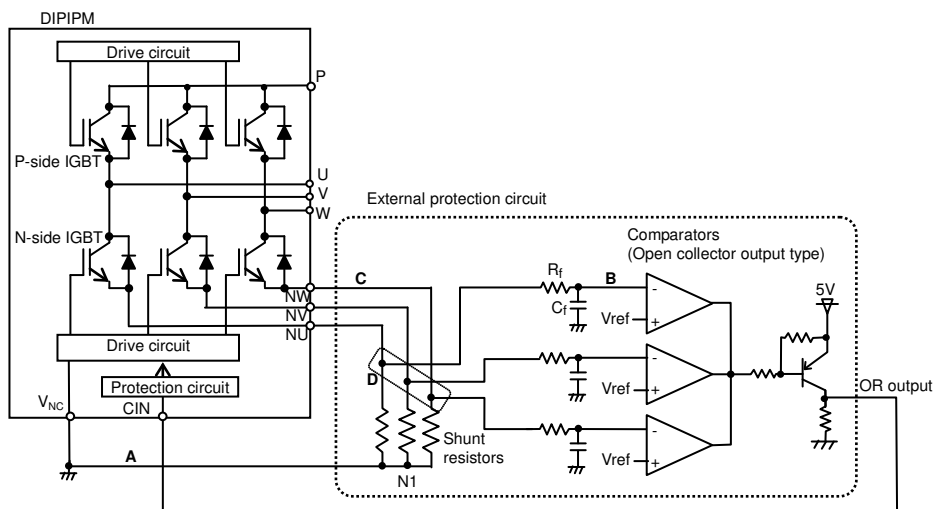 DIPIPM
Drive circuit
P
P-side IGBT
U
V
W
External protection circuit
N-side IGBT
Comparators
(Open collector output type)
C
Rf
B
Cf
-
Vref
+
5V
NW
NV
NU
Drive circuit
D
-
Vref
+
Protection circuit
OR output
VNC
CIN
-
Vref
+
Shunt
resistors
A
N1